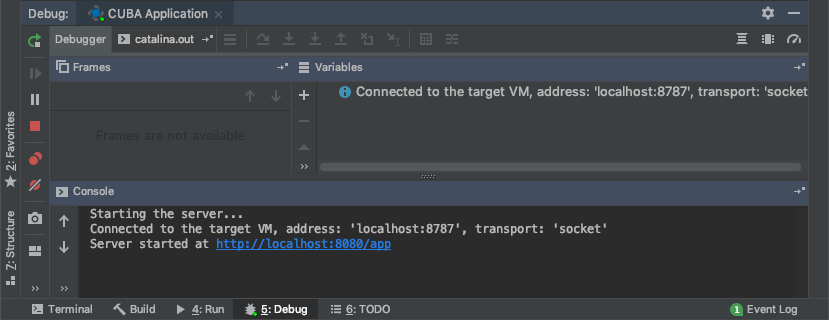 Debug: CUBA Application
Debugger catalina.out
Frames Variables
Connected to the target VM, address: 'localhost:8787', transport: 'socket
Frames are not available
2: Favorites
Console
Starting the server...
Connected to the target VM, address: 'localhost:8787', transport: 'socket'
Server started at http://localhost:8080/app
7: Structure
Terminal Build 4: Run 5: Debug 6: TODO 1 Event Log